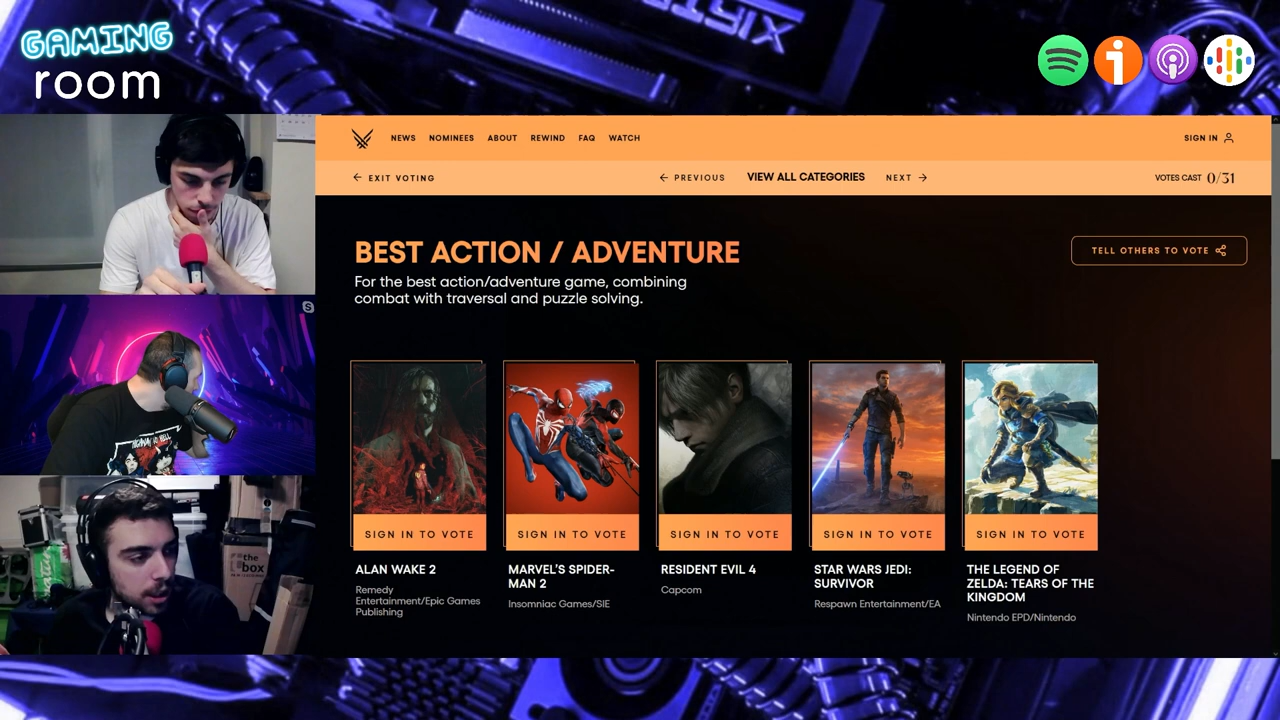 GAMING
room
NEWS NOMINEES ABOUT REWIND FAQ WATCH
SIGN IN
EXIT VOTING
PREVIOUS VIEW ALL CATEGORIES NEXT
VOTES CAST 0/31
BEST ACTION / ADVENTURE
TELL OTHERS TO VOTE
For the best action/adventure game, combining
combat with traversal and puzzle solving.
SIGN IN TO VOTE
SIGN IN TO VOTE
SIGN IN TO VOTE
SIGN IN TO VOTE
SIGN IN TO VOTE
ALAN WAKE 2
Remedy
Entertainment/Epic Games
Publishing
MARVEL'S SPIDER-
MAN 2
Insomniac Games/SIE
RESIDENT EVIL 4
Capcom
STAR WARS JEDI:
SURVIVOR
Respawn Entertainment/EA
THE LEGEND OF
ZELDA: TEARS OF THE
KINGDOM
Nintendo EPD/Nintendo
the
box